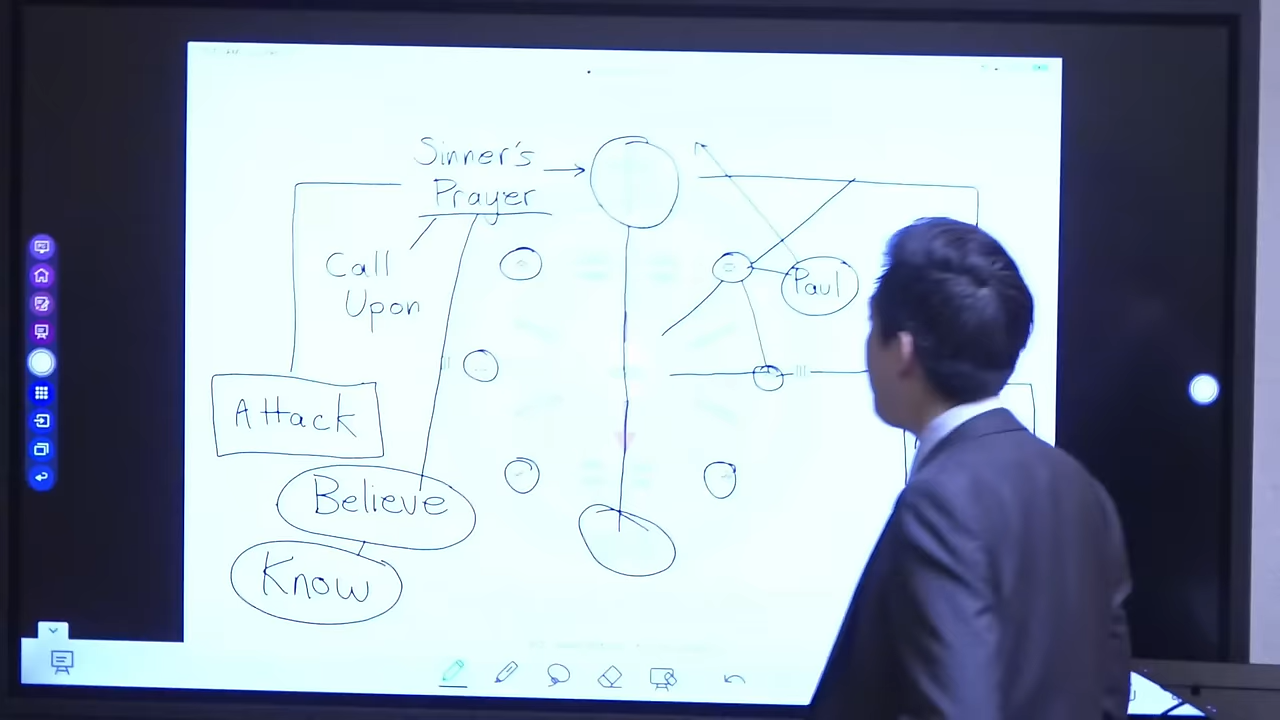 Sinner's
Prayer
Call
Upon
Paul
Attack
Believe
Know